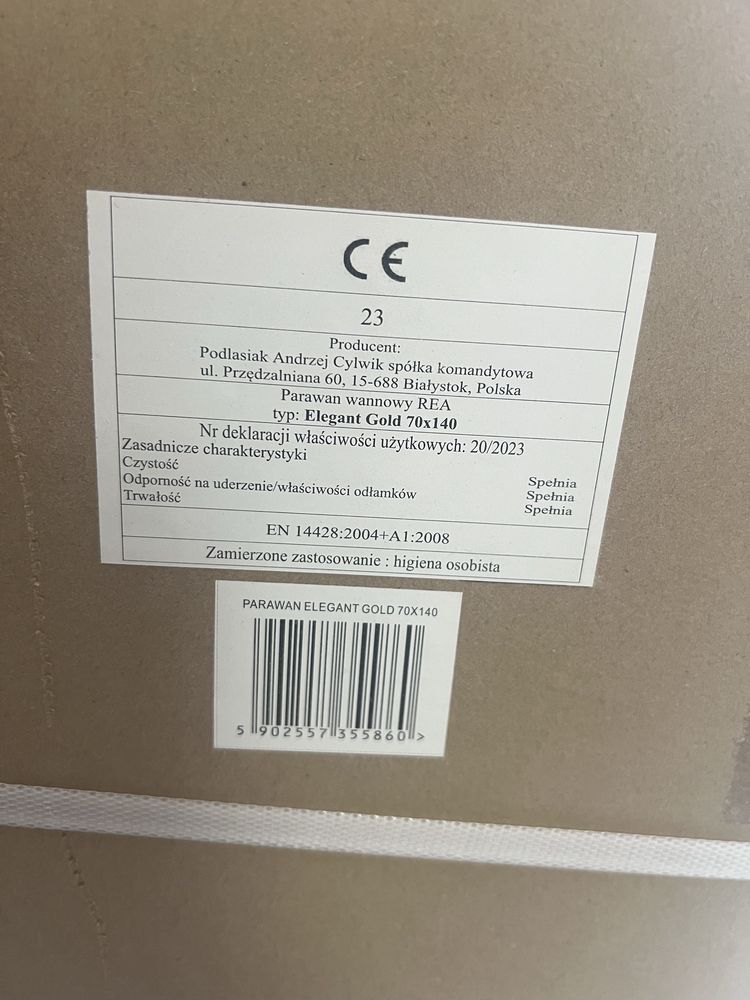 CE
23
Producent:
Podlasiak Andrzej Cylwik spółka komandytowa
ul. Przędzalniana 60, 15-688 Białystok, Polska
Parawan wannowy REA
typ: Elegant Gold 70x140
Nr deklaracji właściwości użytkowych: 20/2023
Zasadnicze charakterystyki
Czystość Spełnia
Odporność na uderzenie/właściwości odłamków Spełnia
Trwałość Spełnia
EN 14428:2004+A1:2008
Zamierzone zastosowanie : higiena osobista
PARAWAN ELEGANT GOLD 70X140
5 902557 355860 >